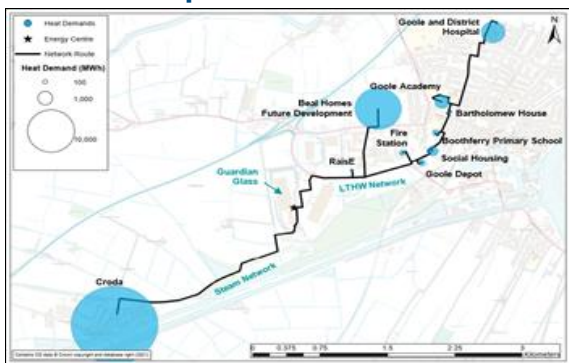 Heat Demands
Energy Centre
Network Route
Heat Demand (MWh)
100
1,000
10,000
N
Goole and District
Hospital
Goole Academy
Beal Homes
Future Development
Bartholomew House
Fire
Station
Boothferry Primary School
RaisE
Social Housing
Goole Depot
LTHW Network
Guardian
Glass
Steam Network
Croda
0 0.375 0.75 1.5 2.25 3
Kilometers